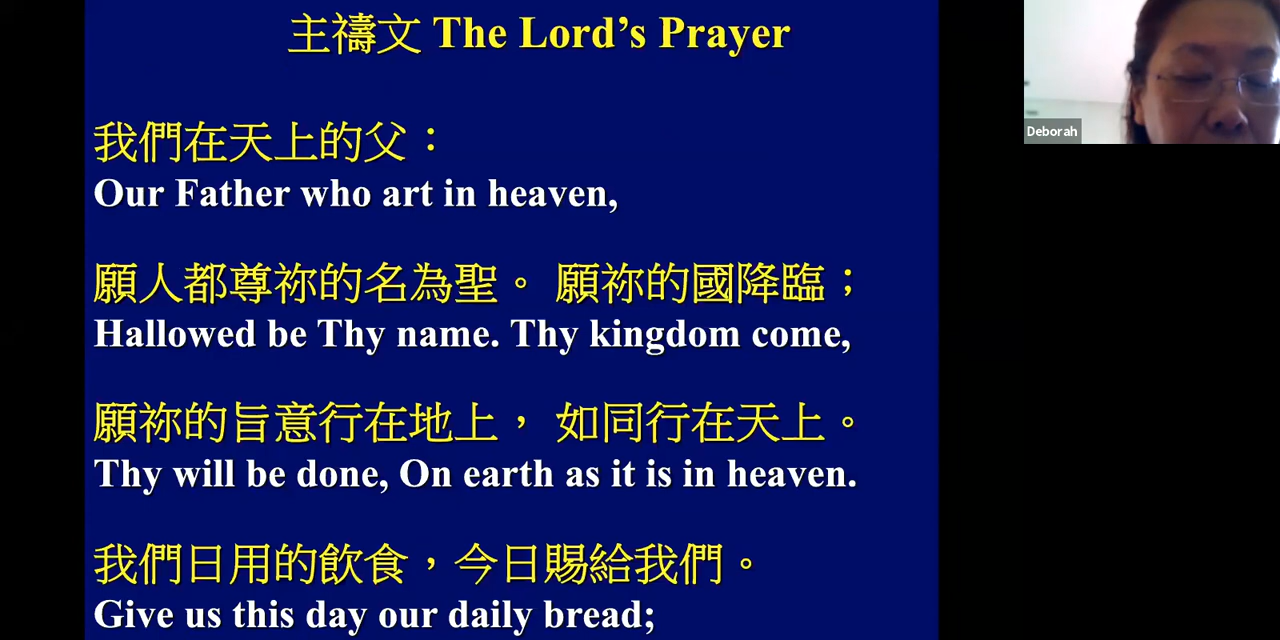 主禱文 The Lord’s Prayer
我們在天上的父：
Our Father who art in heaven,
願人都尊祢的名為聖。 願祢的國降臨；
Hallowed be Thy name. Thy kingdom come,
願祢的旨意行在地上， 如同行在天上。
Thy will be done, On earth as it is in heaven.
我們日用的飲食，今日賜給我們。
Give us this day our daily bread;
Deborah